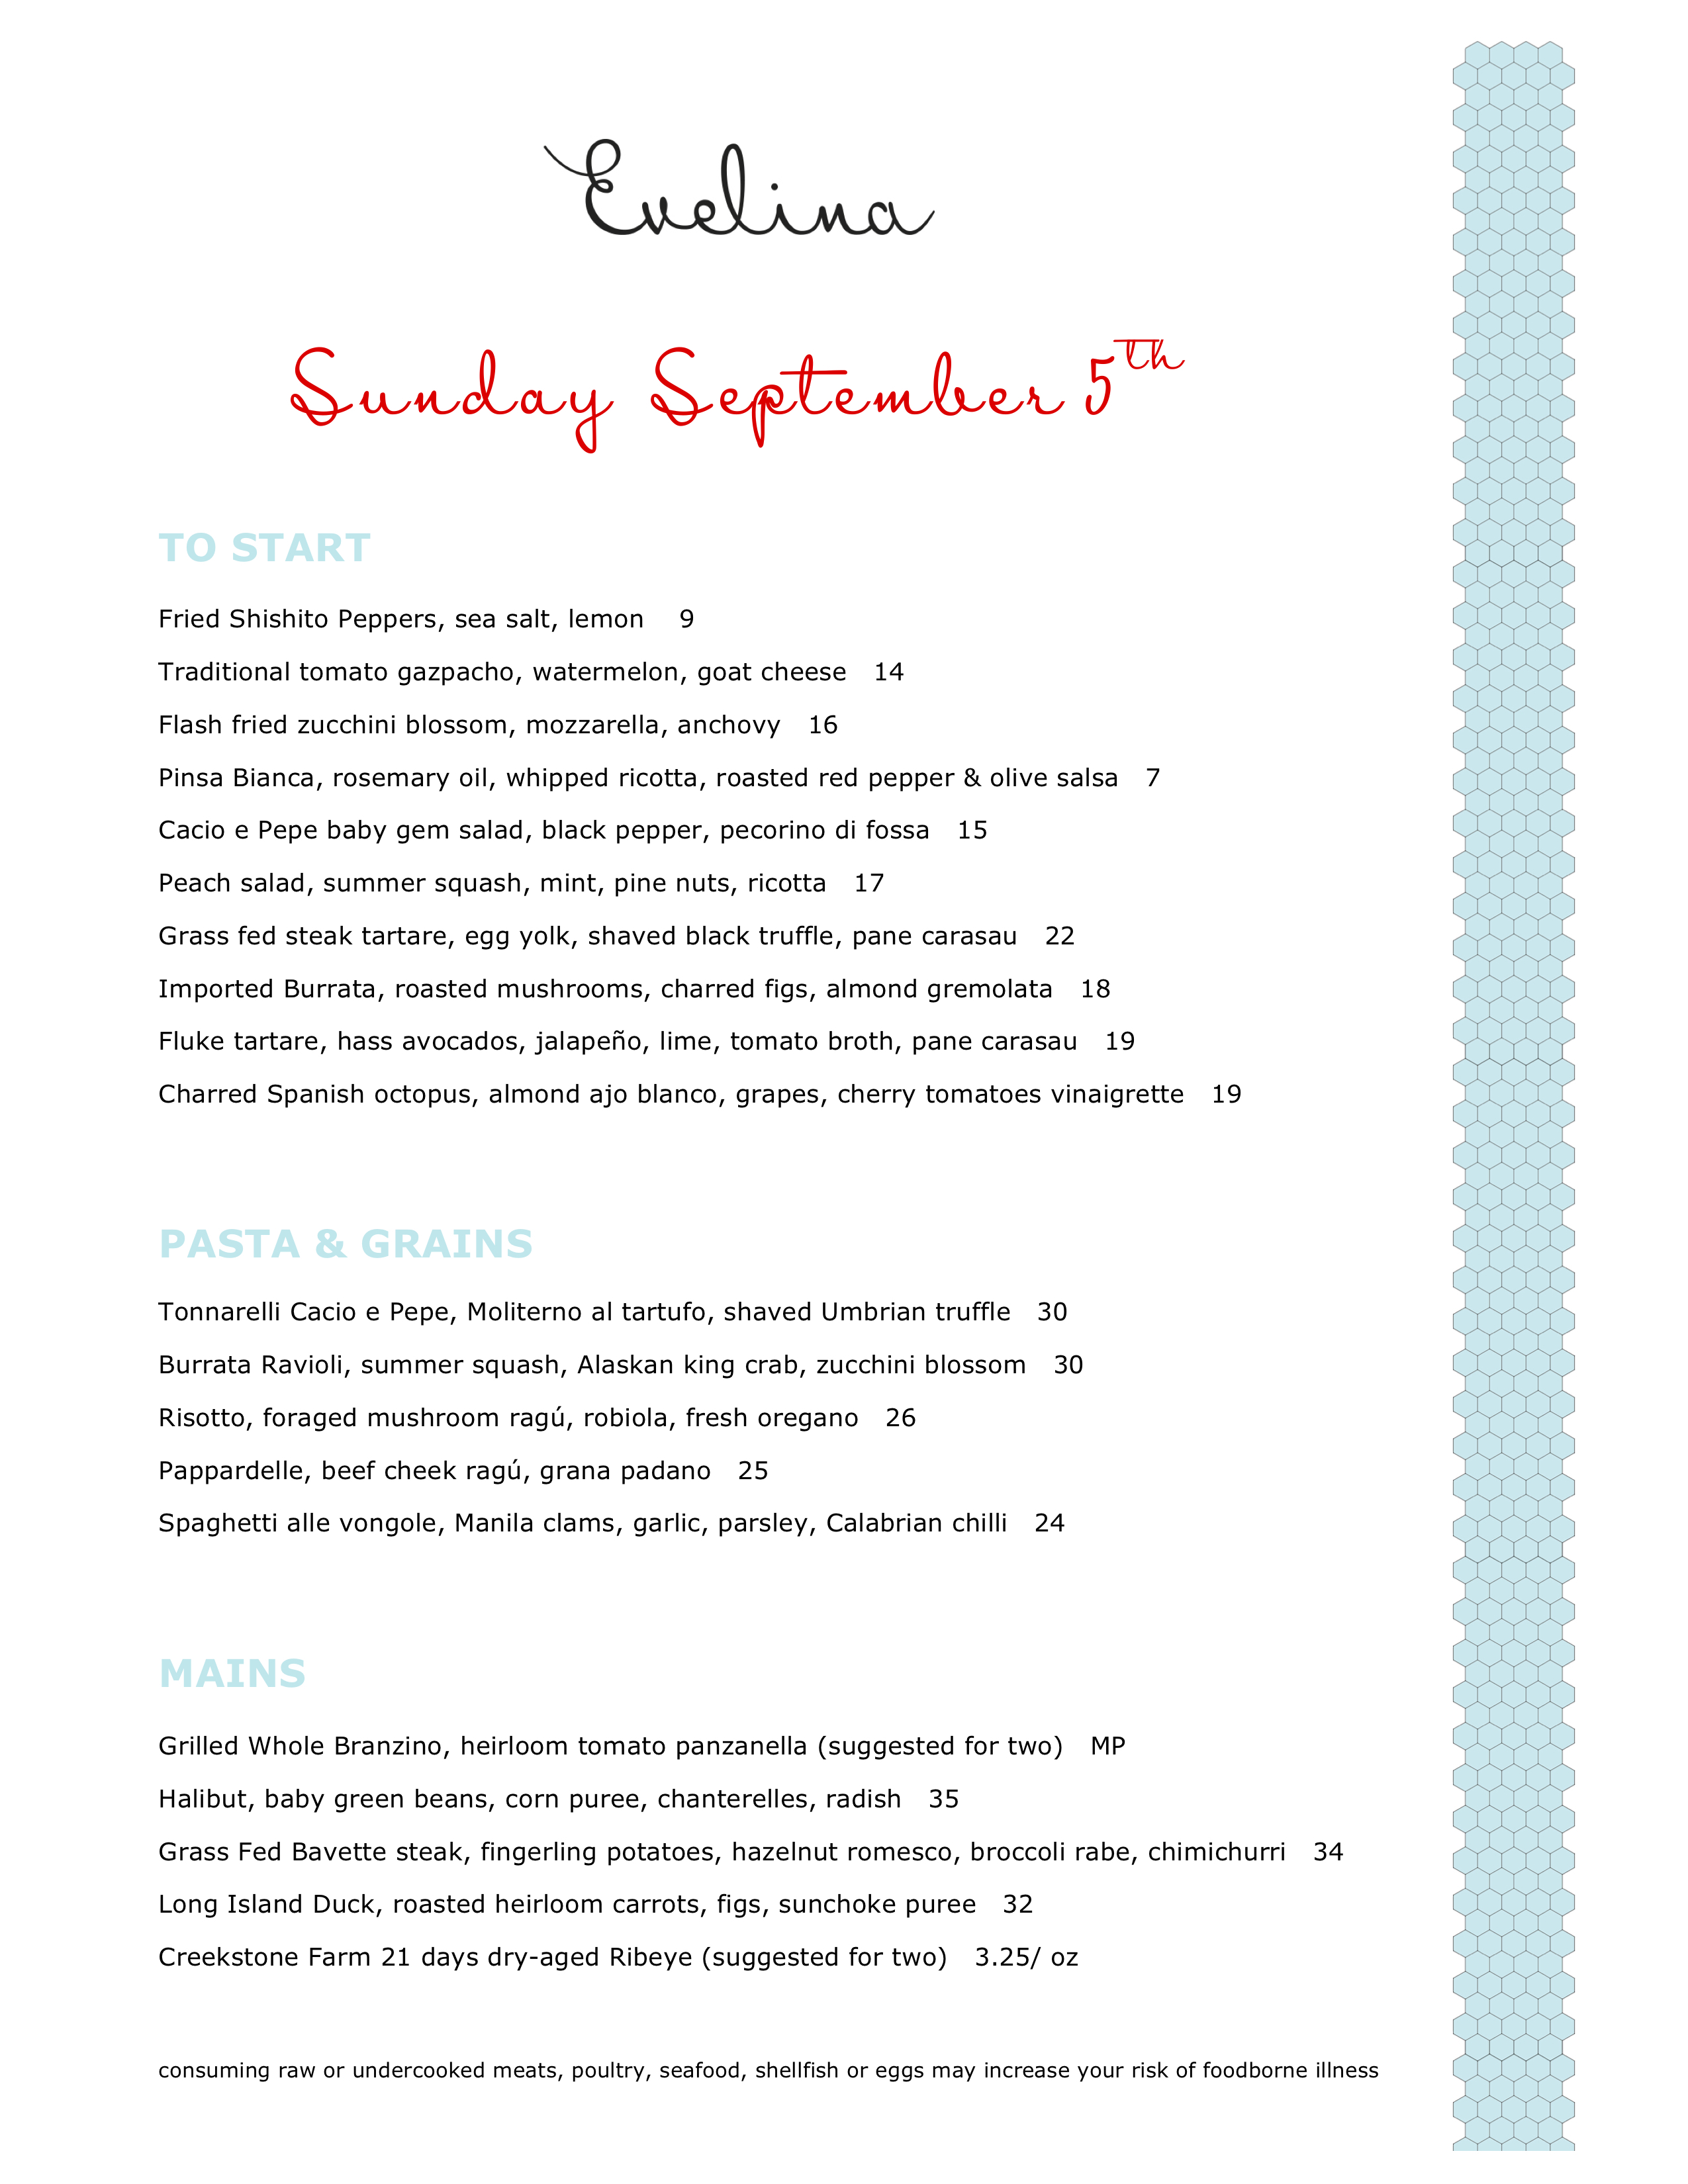 Evelina
Sunday September 5th
TO START
Fried Shishito Peppers, sea salt, lemon 9
Traditional tomato gazpacho, watermelon, goat cheese 14
Flash fried zucchini blossom, mozzarella, anchovy 16
Pinsa Bianca, rosemary oil, whipped ricotta, roasted red pepper & olive salsa 7
Cacio e Pepe baby gem salad, black pepper, pecorino di fossa 15
Peach salad, summer squash, mint, pine nuts, ricotta 17
Grass fed steak tartare, egg yolk, shaved black truffle, pane carasau 22
Imported Burrata, roasted mushrooms, charred figs, almond gremolata 18
Fluke tartare, hass avocados, jalapeño, lime, tomato broth, pane carasau 19
Charred Spanish octopus, almond ajo blanco, grapes, cherry tomatoes vinaigrette 19
PASTA & GRAINS
Tonnarelli Cacio e Pepe, Moliterno al tartufo, shaved Umbrian truffle 30
Burrata Ravioli, summer squash, Alaskan king crab, zucchini blossom 30
Risotto, foraged mushroom ragú, robiola, fresh oregano 26
Pappardelle, beef cheek ragú, grana padano 25
Spaghetti alle vongole, Manila clams, garlic, parsley, Calabrian chilli 24
MAINS
Grilled Whole Branzino, heirloom tomato panzanella (suggested for two) MP
Halibut, baby green beans, corn puree, chanterelles, radish 35
Grass Fed Bavette steak, fingerling potatoes, hazelnut romesco, broccoli rabe, chimichurri 34
Long Island Duck, roasted heirloom carrots, figs, sunchoke puree 32
Creekstone Farm 21 days dry-aged Ribeye (suggested for two) 3.25/ oz
consuming raw or undercooked meats, poultry, seafood, shellfish or eggs may increase your risk of foodborne illness